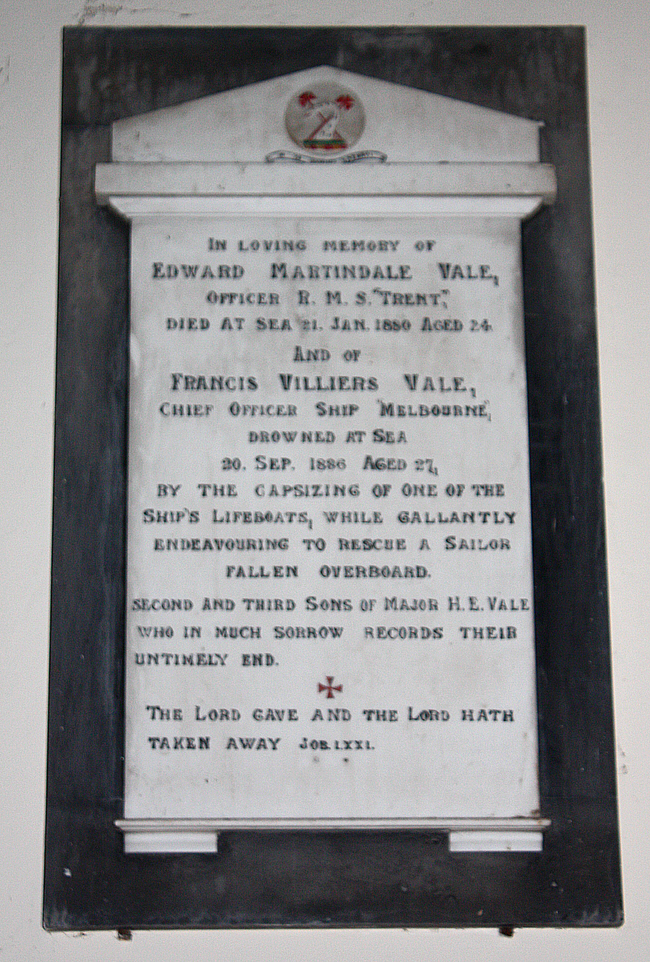 IN LOVING MEMORY OF
EDWARD MARTINDALE VALE,
OFFICER R. M. S. "TRENT,"
DIED AT SEA 21. JAN. 1880 AGED 24.
AND OF
FRANCIS VILLIERS VALE,
CHIEF OFFICER SHIP "MELBOURNE",
DROWNED AT SEA
20. SEP. 1886 AGED 27,
BY THE CAPSIZING OF ONE OF THE
SHIP'S LIFEBOATS, WHILE GALLANTLY
ENDEAVOURING TO RESCUE A SAILOR
FALLEN OVERBOARD.
SECOND AND THIRD SONS OF MAJOR H. E. VALE
WHO IN MUCH SORROW RECORDS THEIR
UNTIMELY END.
THE LORD GAVE AND THE LORD HATH
TAKEN AWAY JOB. I. XXI.